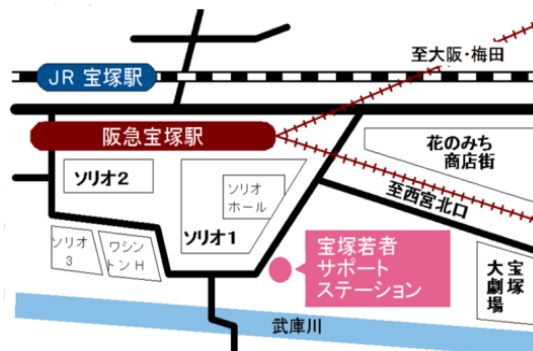 至大阪・梅田
JR 宝塚駅
阪急宝塚駅
花のみち
商店街
ソリオ2
ソリオ
ホール
至西宮北口
ソリオ1
ソリオ
3
ワシン
トンH
宝塚若者
サポート
ステーション
宝塚
大劇場
武庫川